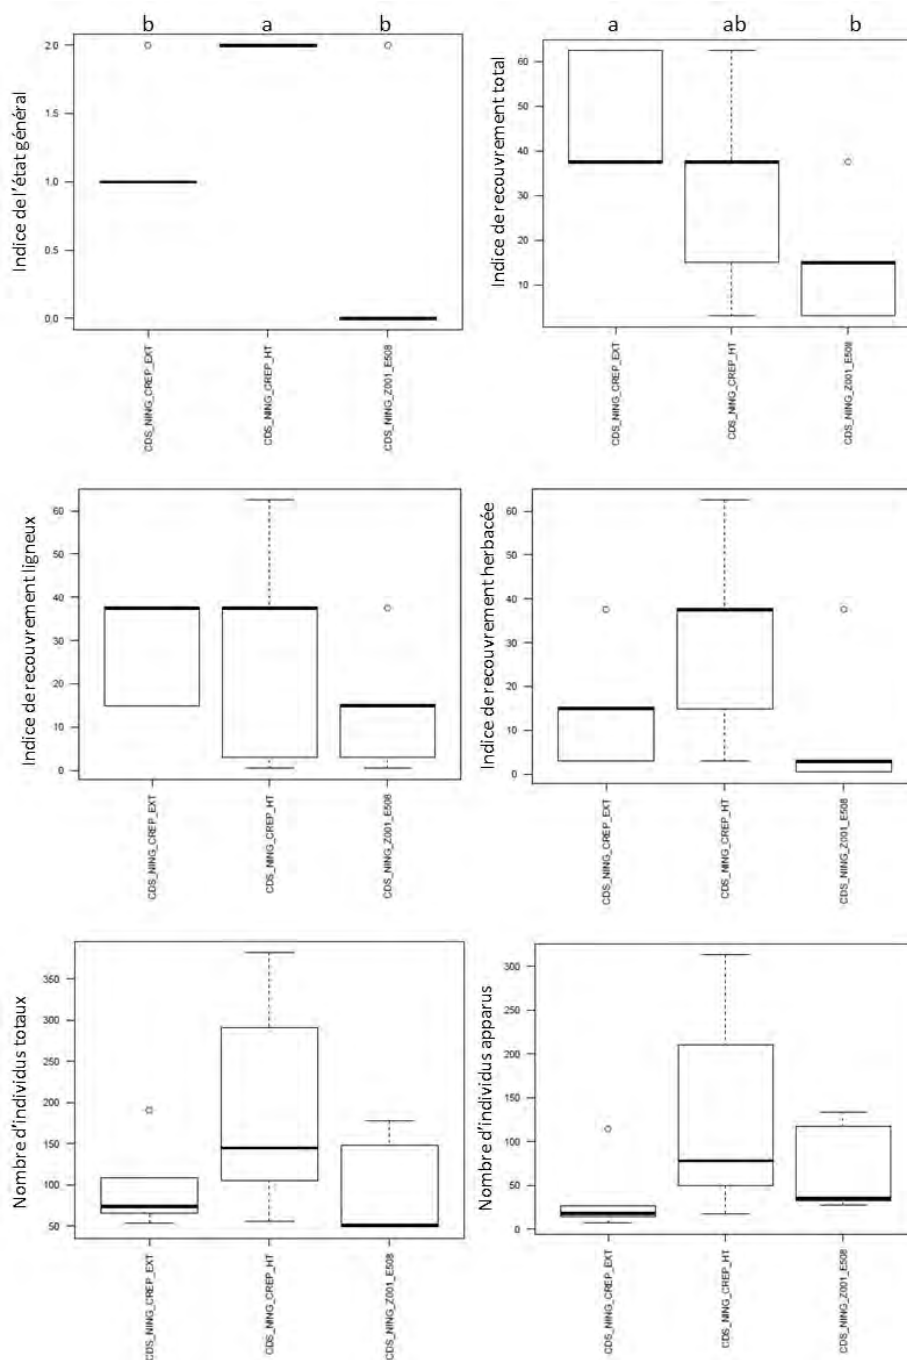 b a b
Indice de l'état général
2.0
1.5
1.0
0.5
0.0
CDS_NING_CREP_EXT
CDS_NING_CREP_HT
CDS_NING_Z001_E508
a ab b
Indice de recouvrement total
60
50
40
30
20
10
CDS_NING_CREP_EXT
CDS_NING_CREP_HT
CDS_NING_Z001_E508
Indice de recouvrement ligneux
60
50
40
30
20
10
0
CDS_NING_CREP_EXT
CDS_NING_CREP_HT
CDS_NING_Z001_E508
Indice de recouvrement herbacée
60
50
40
30
20
10
0
CDS_NING_CREP_EXT
CDS_NING_CREP_HT
CDS_NING_Z001_E508
Nombre d'individus totaux
350
300
250
200
150
100
50
CDS_NING_CREP_EXT
CDS_NING_CREP_HT
CDS_NING_Z001_E508
Nombre d'individus apparus
300
250
200
150
100
50
0
CDS_NING_CREP_EXT
CDS_NING_CREP_HT
CDS_NING_Z001_E508